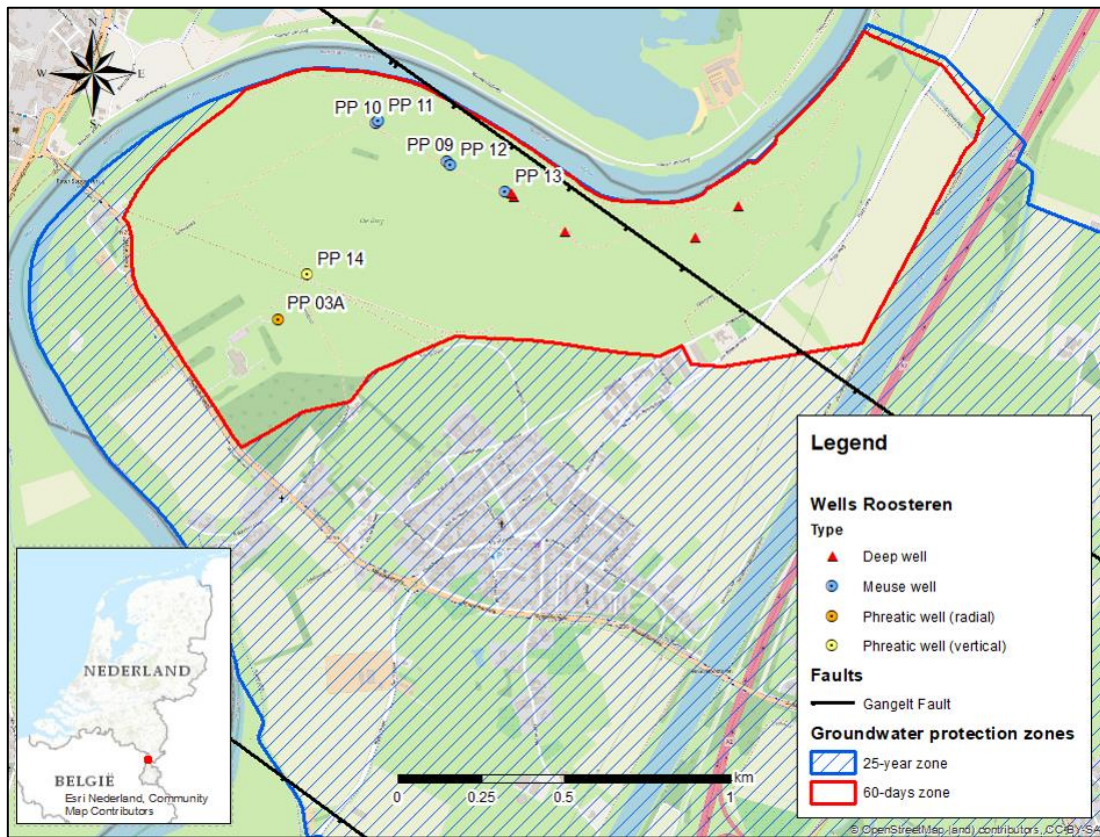 N
W
E
S
PP 10
PP 11
PP 09
PP 12
PP 13
PP 14
PP 03A
Legend
Wells Roosteren
Type
Deep well
Meuse well
Phreatic well (radial)
Phreatic well (vertical)
Faults
Gangelt Fault
Groundwater protection zones
25-year zone
60-days zone
NEDERLAND
BELGIË
Esri Nederland, Community
Map Contributors
km
0
0.25
0.5
1
© OpenStreetMap (and) contributors, CC-BY-SA